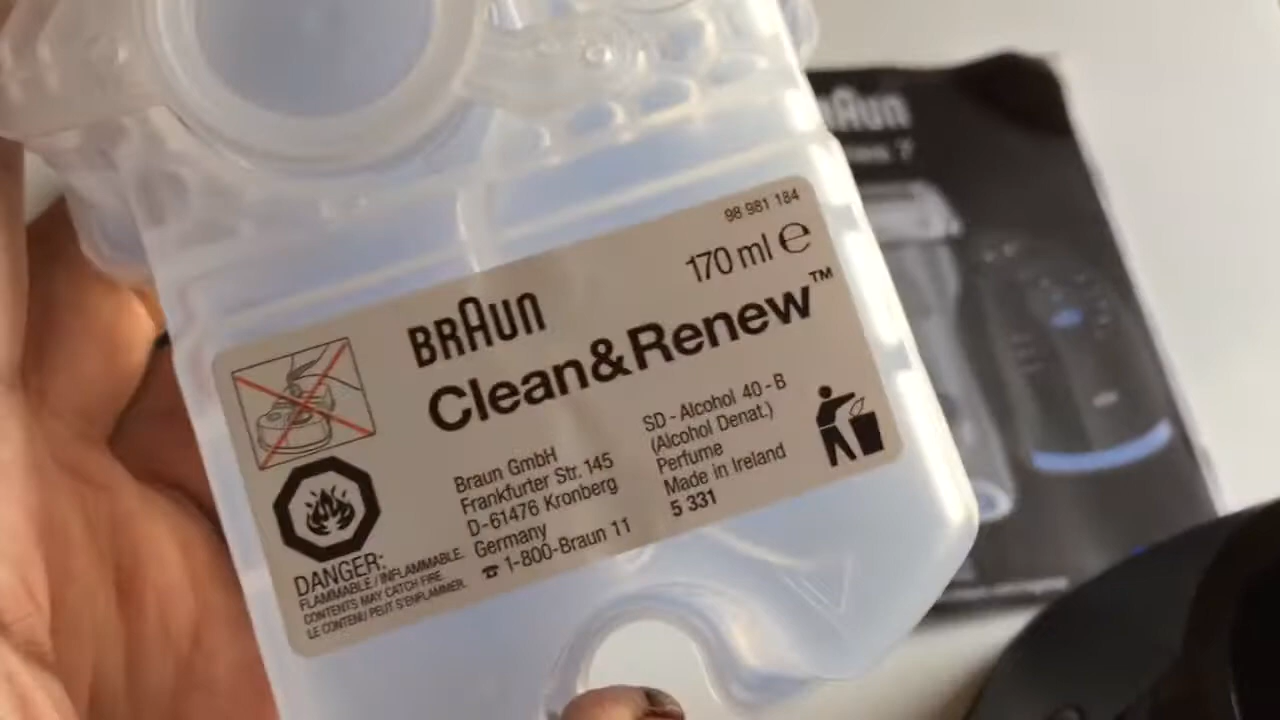 98 981 184
170 ml ℮
BRAUN
Clean&Renew™
Braun GmbH
Frankfurter Str. 145
D-61476 Kronberg
Germany
☎ 1-800-Braun 11
SD-Alcohol 40-B
(Alcohol Denat.)
Perfume
Made in Ireland
5 331
DANGER:
FLAMMABLE / INFLAMMABLE.
CONTENTS MAY CATCH FIRE.
LE CONTENU PEUT S'ENFLAMMER.
BRAUN
7